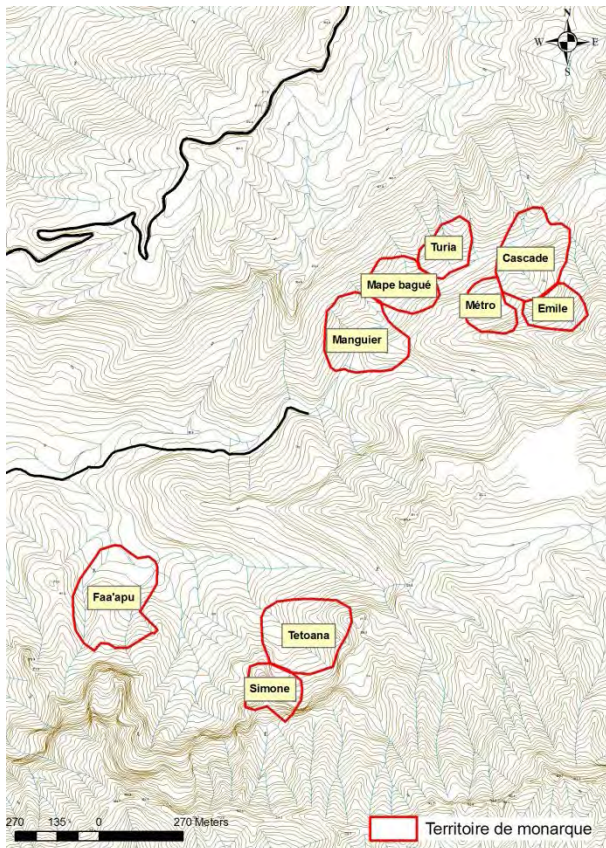 N
W E
S
Turia
Cascade
Mape bagué
Métro
Emile
Manguier
Faa'apu
Tetoana
Simone
270 135 0 270 Meters
Territoire de monarque